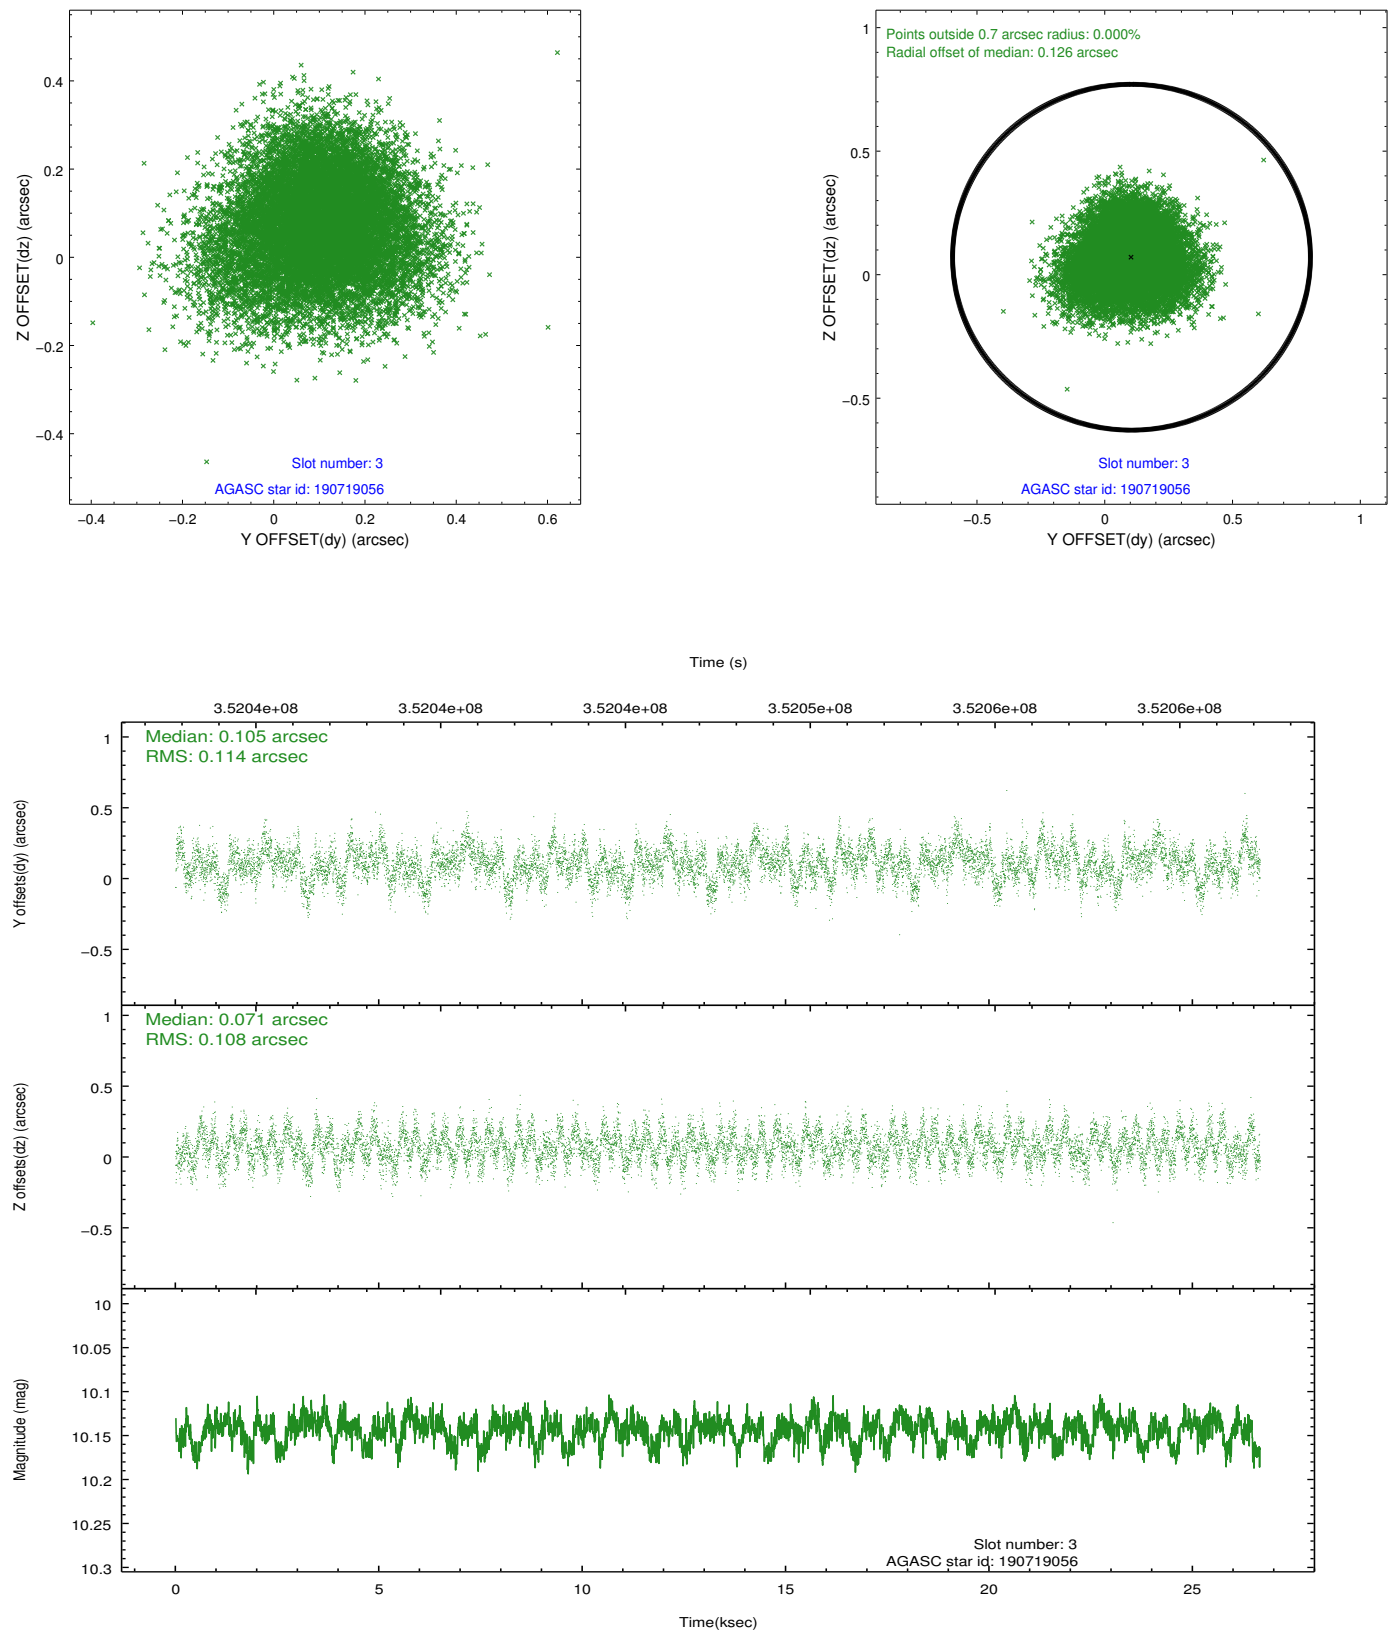 0.4
0.2
0
−0.2
−0.4
Z OFFSET(dz) (arcsec)
Slot number: 3
AGASC star id: 190719056
−0.4 −0.2 0 0.2 0.4 0.6
Y OFFSET(dy) (arcsec)
Points outside 0.7 arcsec radius: 0.000%
Radial offset of median: 0.126 arcsec
1
0.5
0
−0.5
Z OFFSET(dz) (arcsec)
Slot number: 3
AGASC star id: 190719056
−0.5 0 0.5 1
Y OFFSET(dy) (arcsec)
Time (s)
3.5204e+08 3.5204e+08 3.5204e+08 3.5205e+08 3.5206e+08 3.5206e+08
Median: 0.105 arcsec
RMS: 0.114 arcsec
1
0.5
0
−0.5
Y offsets(dy) (arcsec)
Median: 0.071 arcsec
RMS: 0.108 arcsec
1
0.5
0
−0.5
Z offsets(dz) (arcsec)
10
10.05
10.1
10.15
10.2
10.25
10.3
Magnitude (mag)
Slot number: 3
AGASC star id: 190719056
0 5 10 15 20 25
Time(ksec)